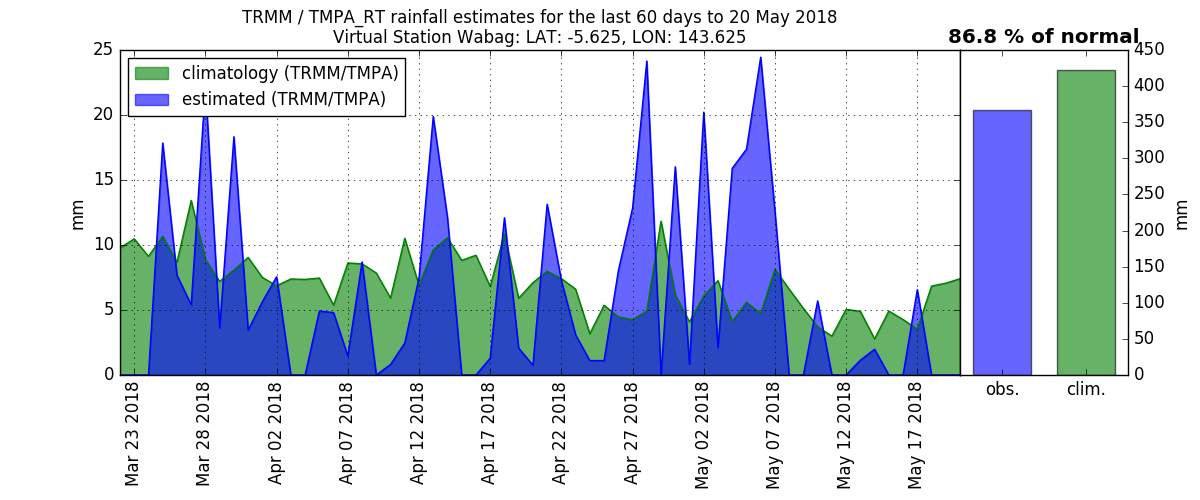 TRMM / TMPA_RT rainfall estimates for the last 60 days to 20 May 2018
Virtual Station Wabag: LAT: -5.625, LON: 143.625
86.8 % of normal
climatology (TRMM/TMPA)
estimated (TRMM/TMPA)
mm
25
20
15
10
5
0
Mar 23 2018
Mar 28 2018
Apr 02 2018
Apr 07 2018
Apr 12 2018
Apr 17 2018
Apr 22 2018
Apr 27 2018
May 02 2018
May 07 2018
May 12 2018
May 17 2018
obs.
clim.
450
400
350
300
250
200
150
100
50
0
mm